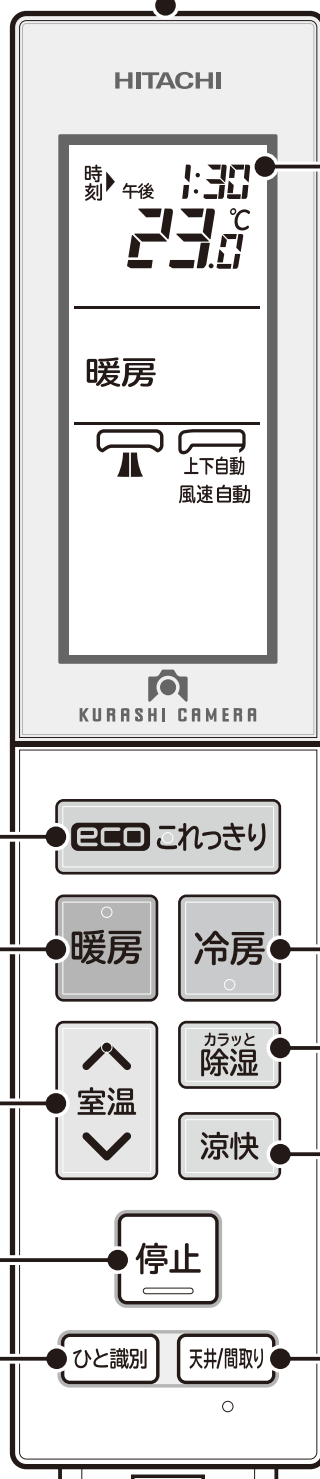 HITACHI
時刻 午後 1:30
23.0℃
暖房
上下自動
風速自動
KURASHI CAMERA
eco これっきり
暖房
冷房
室温
カラッと
除湿
涼快
停止
ひと識別
天井/間取り